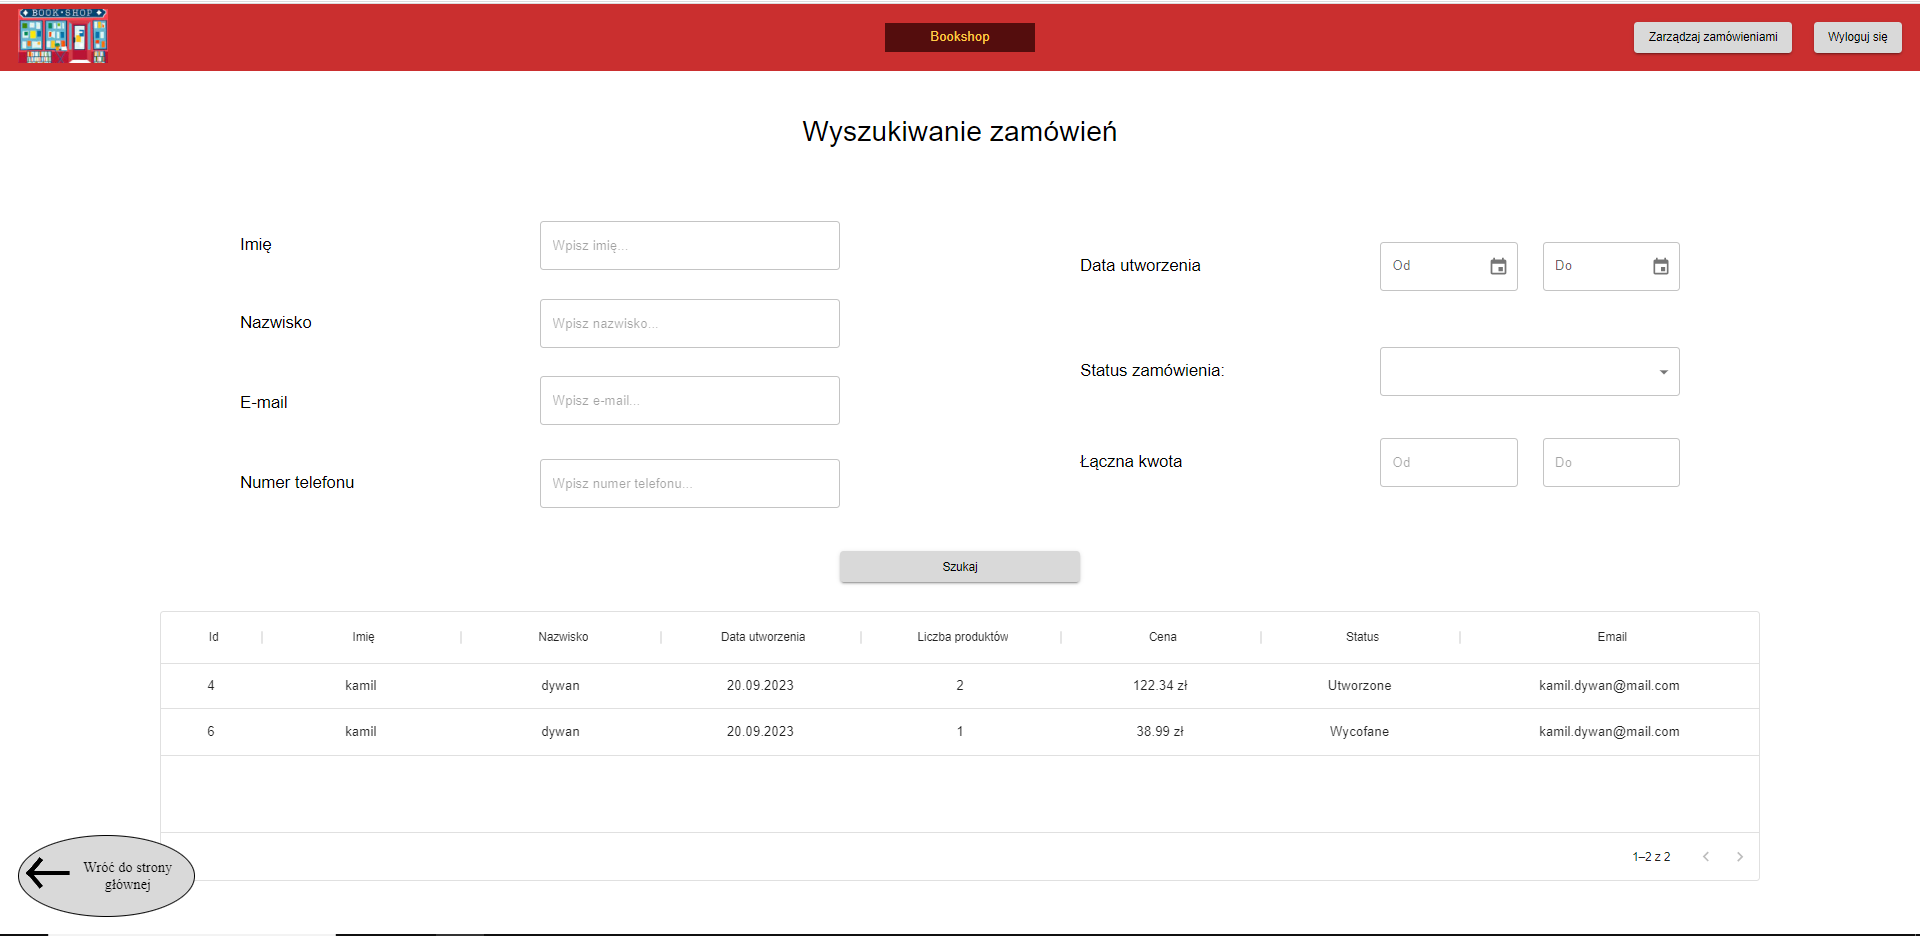 BOOK•SHOP
Bookshop
Zarządzaj zamówieniami
Wyloguj się
Wyszukiwanie zamówień
Imię
Wpisz imię...
Nazwisko
Wpisz nazwisko...
E-mail
Wpisz e-mail...
Numer telefonu
Wpisz numer telefonu...
Data utworzenia
Od
Do
Status zamówienia:
Łączna kwota
Od
Do
Szukaj
Id Imię Nazwisko Data utworzenia Liczba produktów Cena Status Email
4 kamil dywan 20.09.2023 2 122.34 zł Utworzone kamil.dywan@mail.com
6 kamil dywan 20.09.2023 1 38.99 zł Wycofane kamil.dywan@mail.com
1–2 z 2
Wróć do strony
głównej